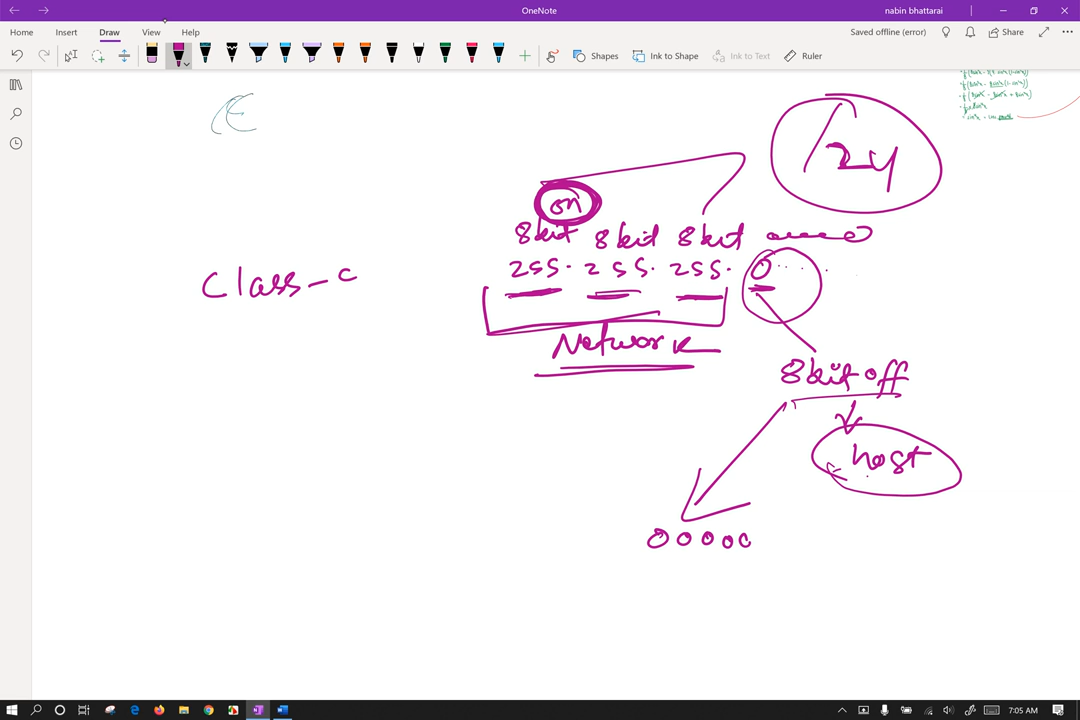 OneNote
nabin bhattarai
Home Insert Draw View Help
Saved offline (error)
Share
Shapes
Ink to Shape
Ink to Text
Ruler
/24
on
8bit 8bit 8bit
255. 255. 255. 0
Class-c
Network
8bit off
host
00000
7:05 AM